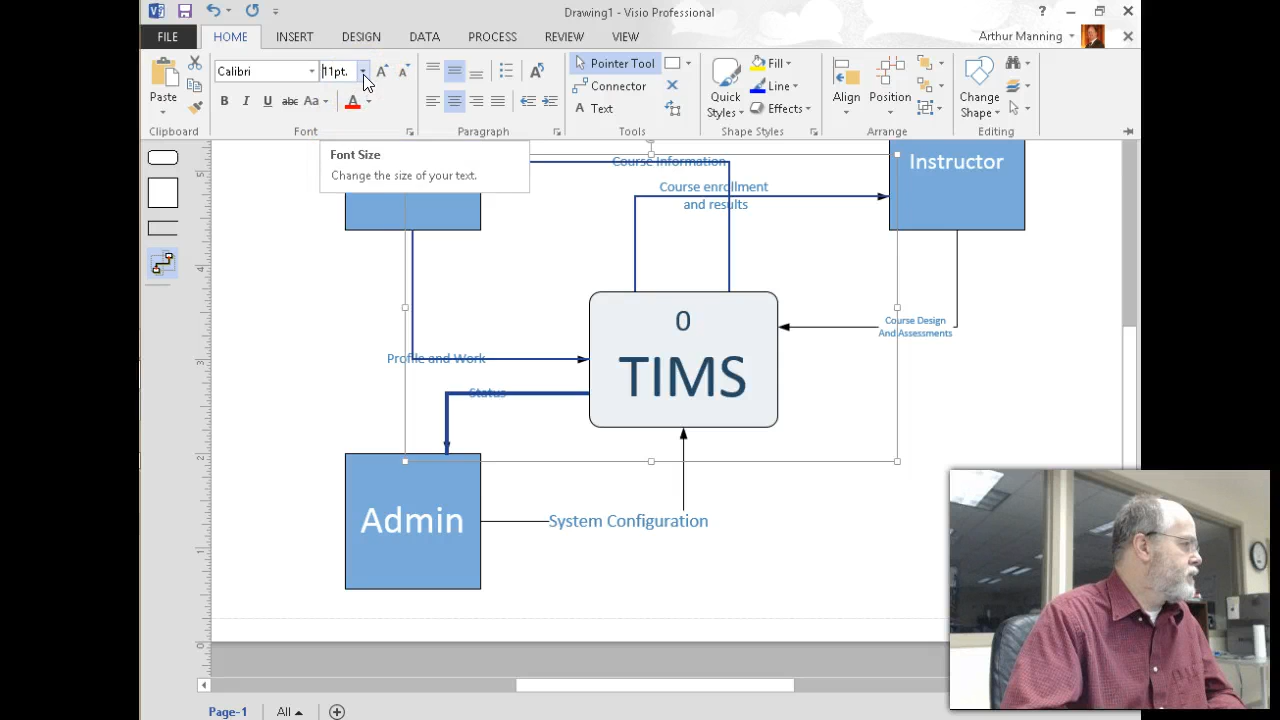 Drawing1 - Visio Professional
FILE
HOME
INSERT
DESIGN
DATA
PROCESS
REVIEW
VIEW
Arthur Manning
Calibri
11pt.
Pointer Tool
Fill
Connector
Line
Paste
B I U abc Aa A
Text
Quick
Styles
Effects
Align
Position
Change
Shape
Clipboard
Font
Paragraph
Tools
Shape Styles
Arrange
Editing
Font Size
Change the size of your text.
Course Information
Instructor
Course enrollment
and results
0
TIMS
Course Design
And Assessments
Profile and Work
Status
Admin
System Configuration
Page-1
All